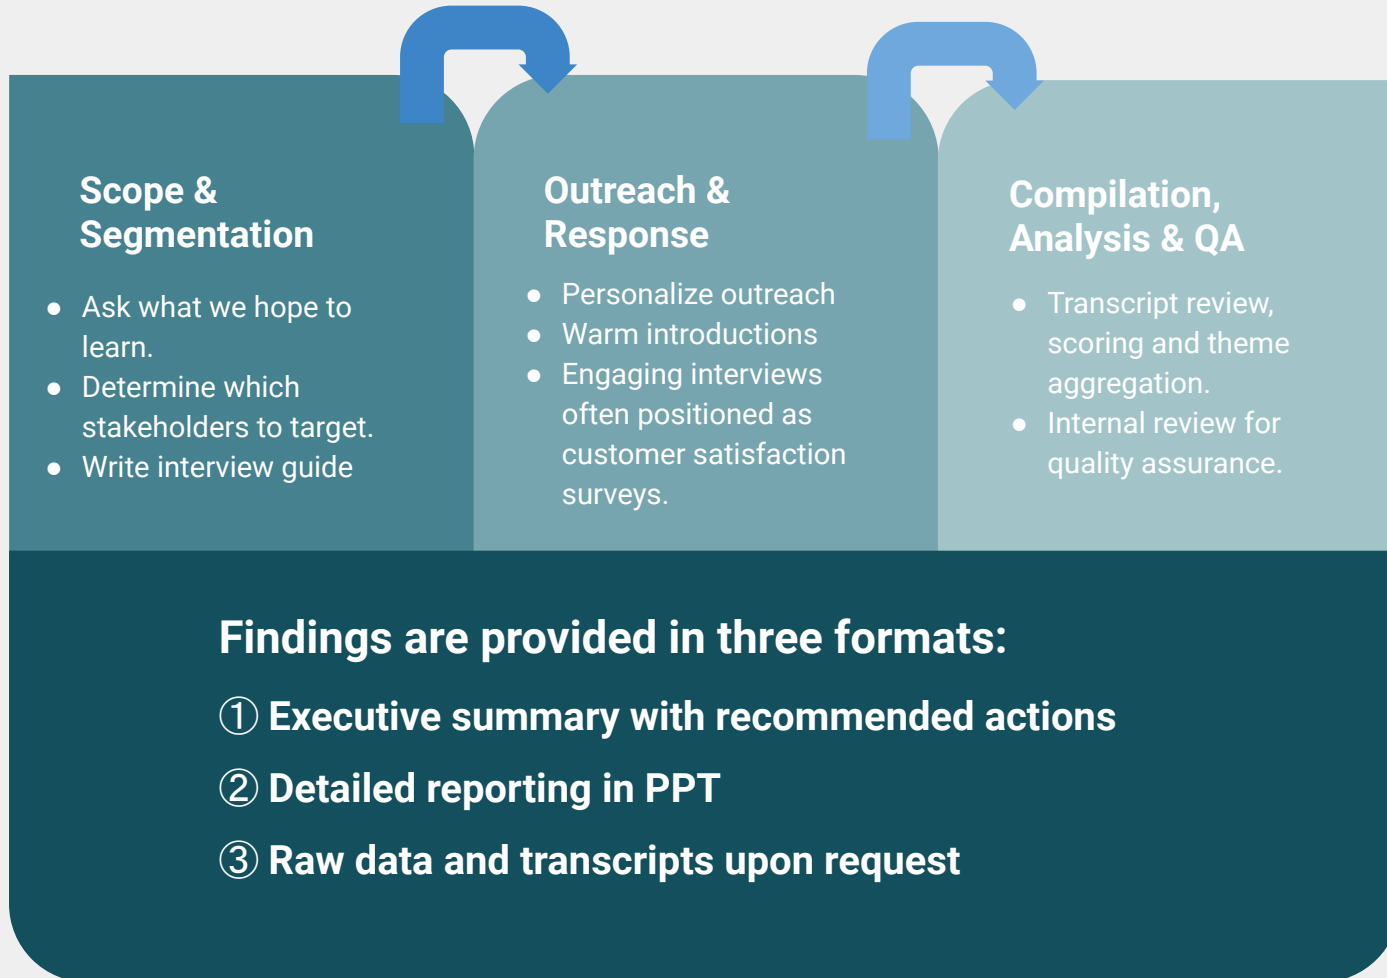 Scope &
Segmentation
● Ask what we hope to
learn.
● Determine which
stakeholders to target.
● Write interview guide
Outreach &
Response
● Personalize outreach
● Warm introductions
● Engaging interviews
often positioned as
customer satisfaction
surveys.
Compilation,
Analysis & QA
● Transcript review,
scoring and theme
aggregation.
● Internal review for
quality assurance.
Findings are provided in three formats:
① Executive summary with recommended actions
② Detailed reporting in PPT
③ Raw data and transcripts upon request